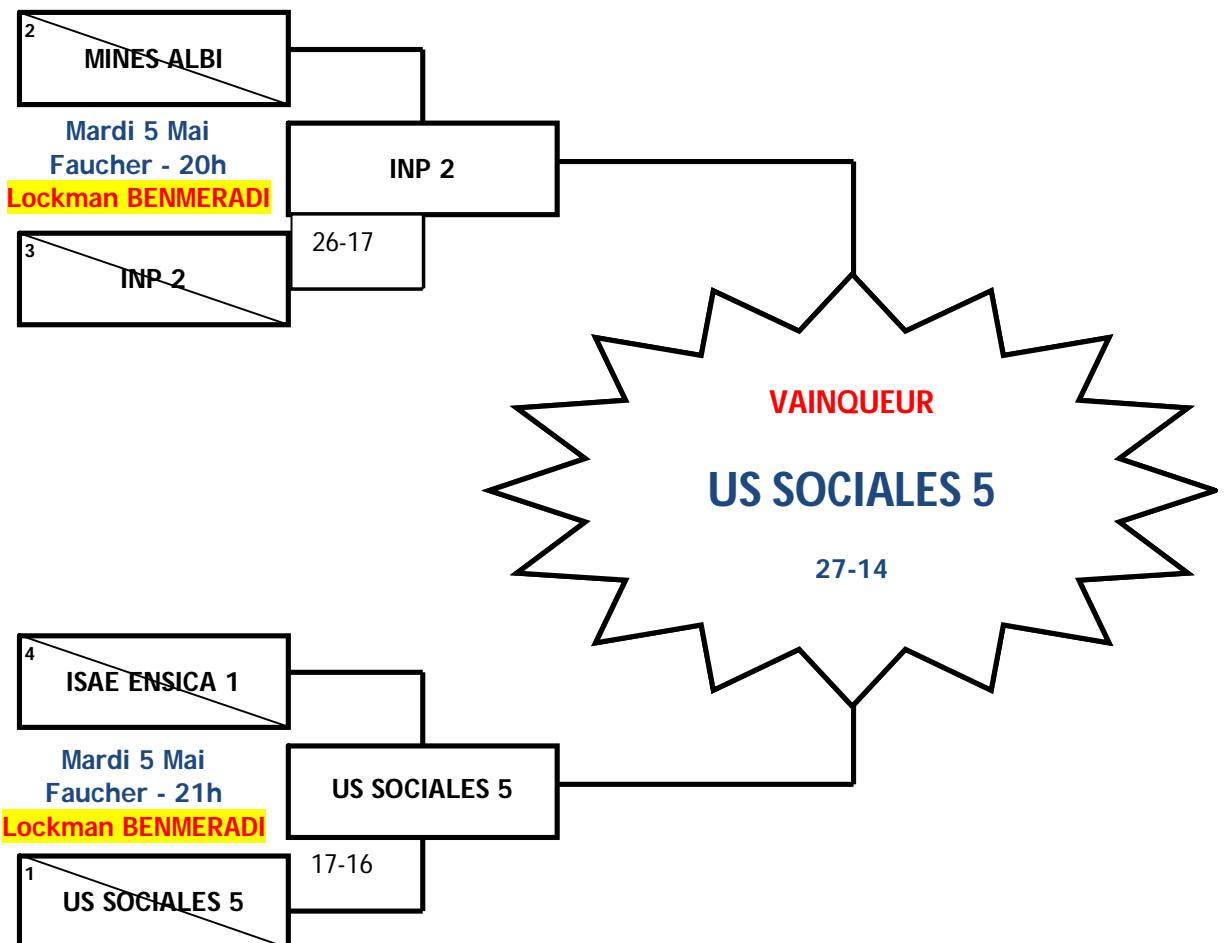 2
MINES ALBI
Mardi 5 Mai
Faucher - 20h
Lockman BENMERADI
INP 2
26-17
3
INP 2
VAINQUEUR
US SOCIALES 5
27-14
4
ISAE ENSICA 1
Mardi 5 Mai
Faucher - 21h
Lockman BENMERADI
US SOCIALES 5
17-16
1
US SOCIALES 5